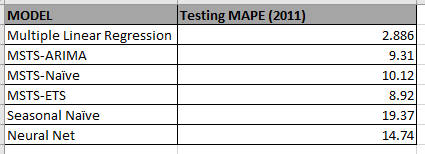 MODEL Testing MAPE (2011)
Multiple Linear Regression 2.886
MSTS-ARIMA 9.31
MSTS-Naïve 10.12
MSTS-ETS 8.92
Seasonal Naïve 19.37
Neural Net 14.74